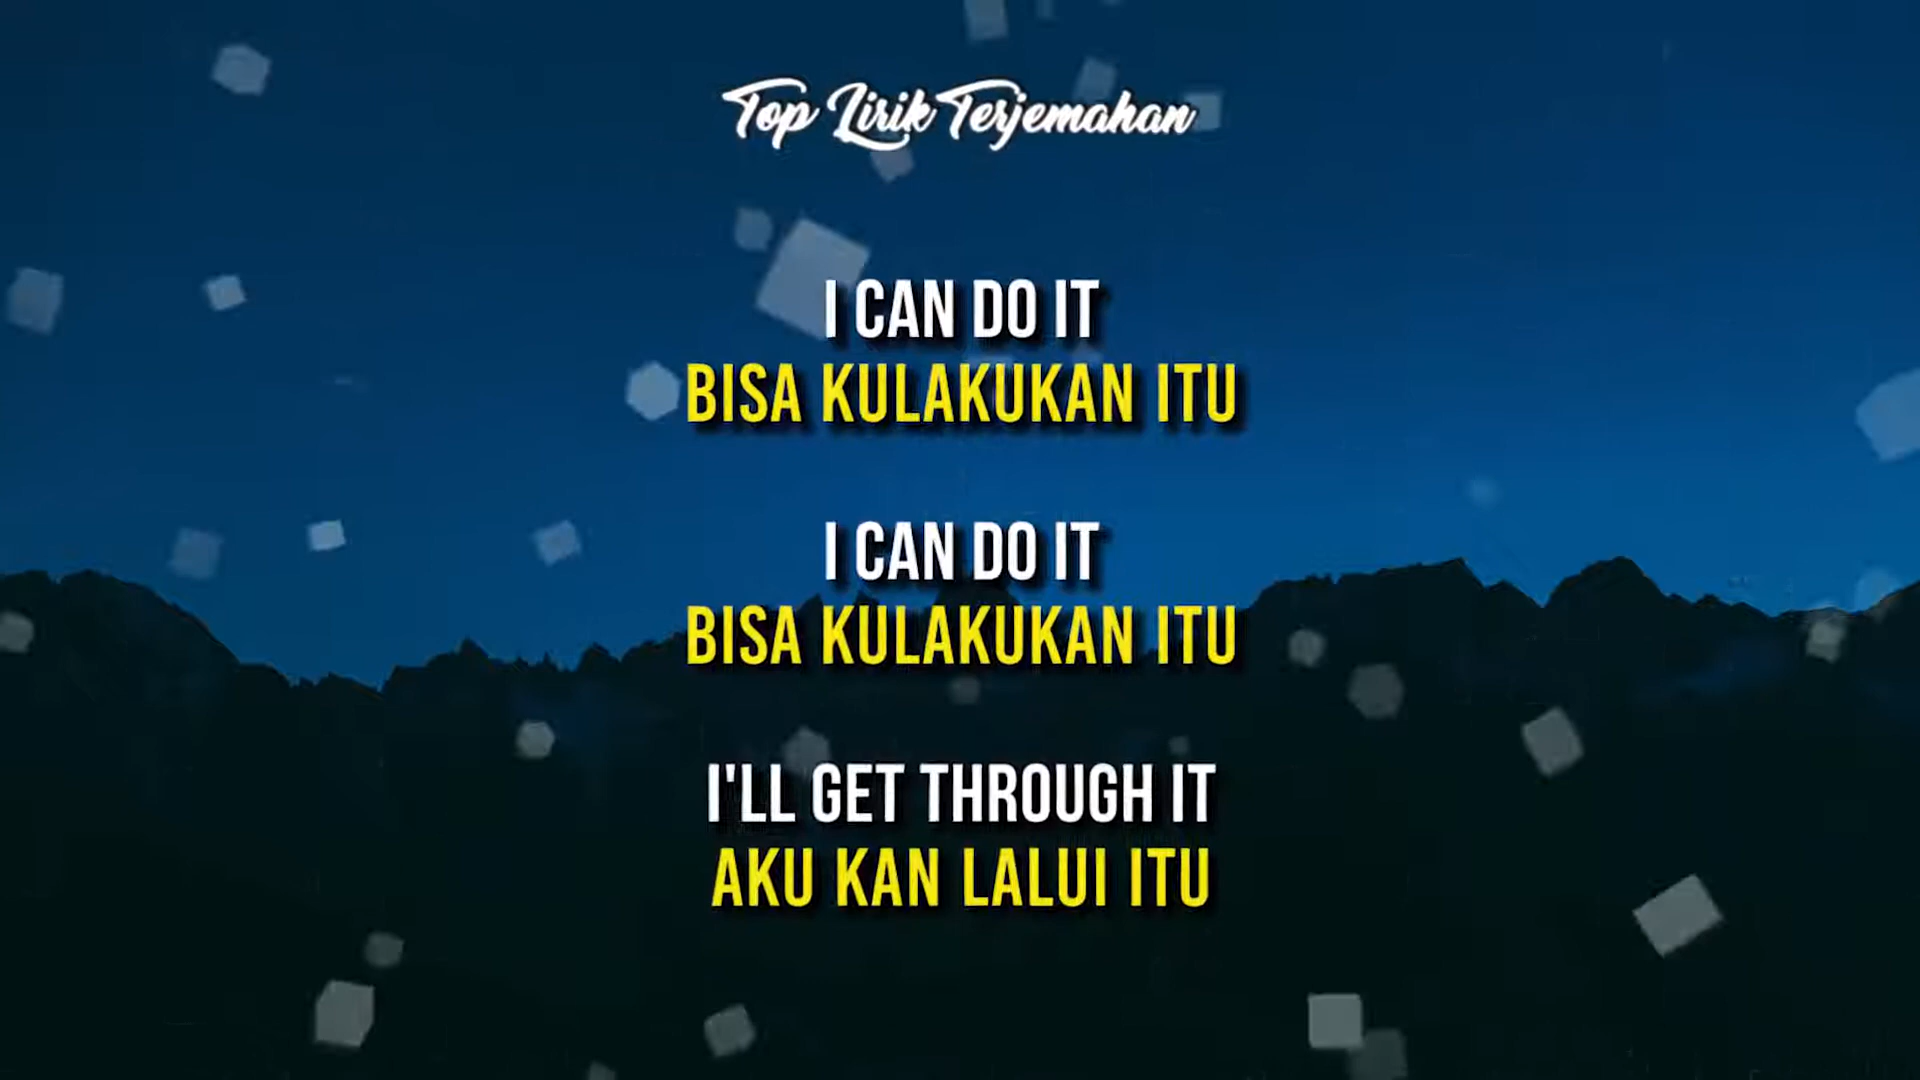 Top Lirik Terjemahan
I CAN DO IT
BISA KULAKUKAN ITU
I CAN DO IT
BISA KULAKUKAN ITU
I'LL GET THROUGH IT
AKU KAN LALUI ITU